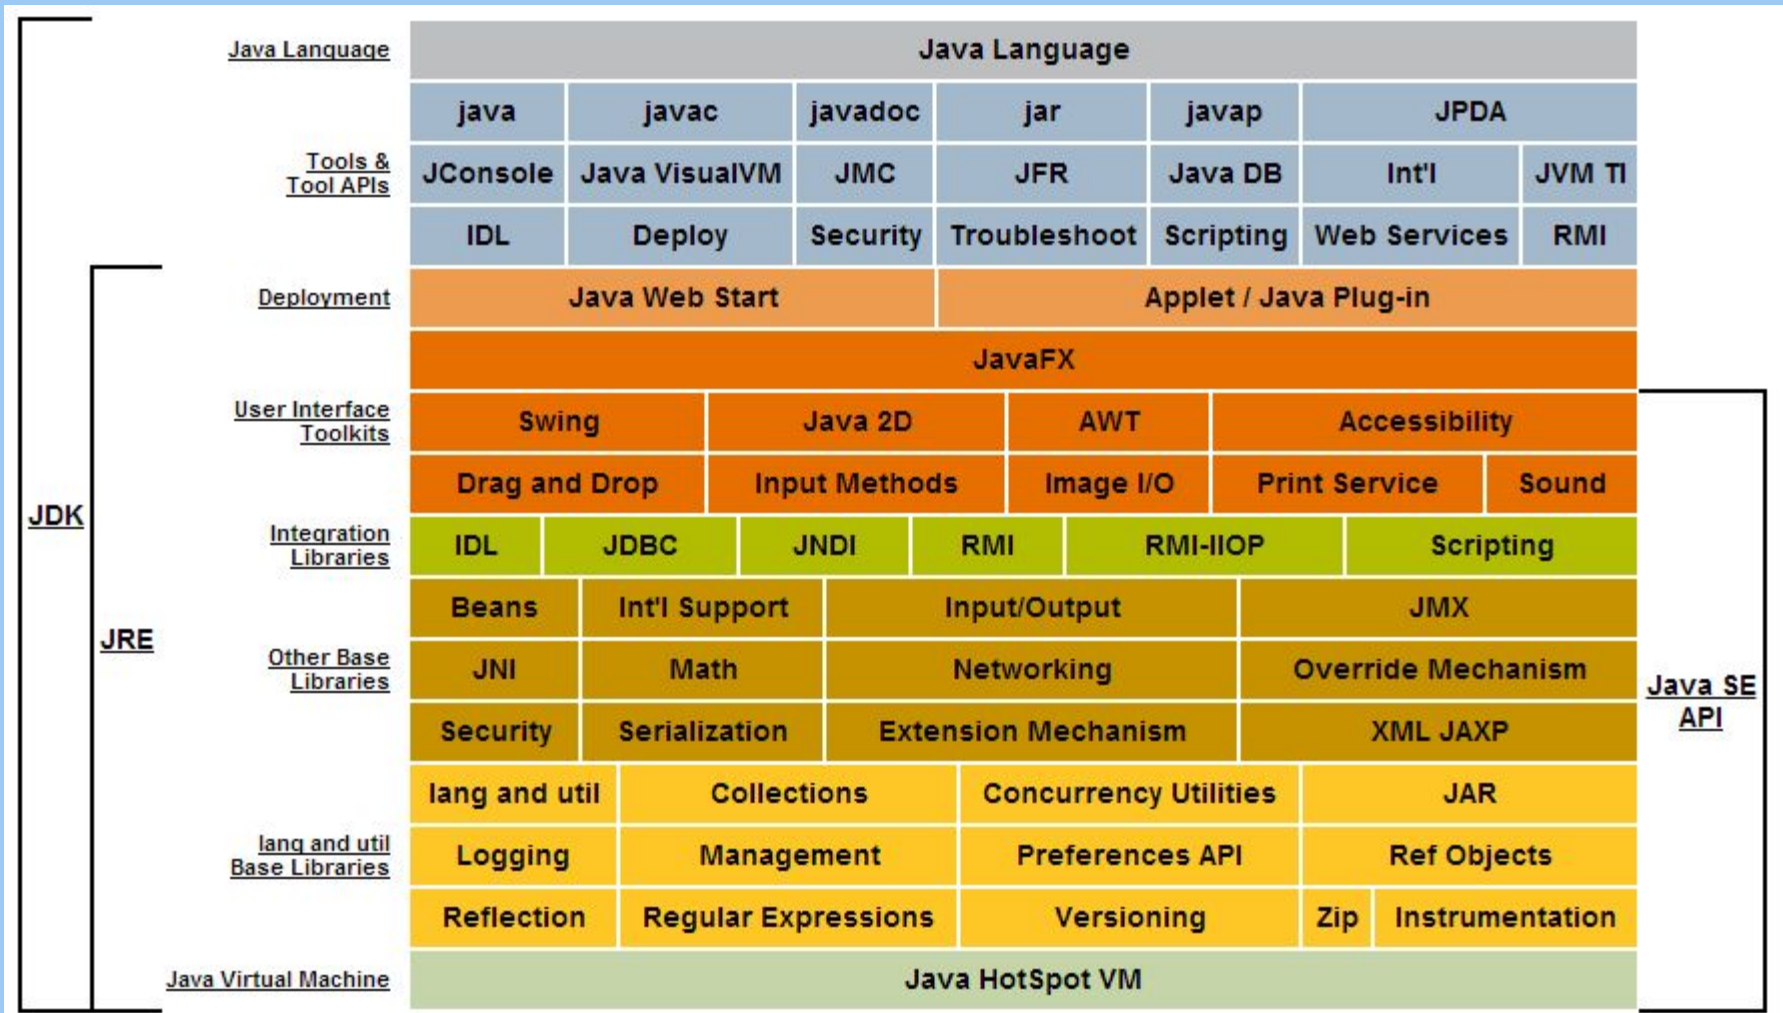 Java Language
Java Language
java javac javadoc jar javap JPDA
Tools &
Tool APIs
JConsole Java VisualVM JMC JFR Java DB Int'l JVM TI
IDL Deploy Security Troubleshoot Scripting Web Services RMI
Deployment
Java Web Start Applet / Java Plug-in
JavaFX
User Interface
Toolkits
Swing Java 2D AWT Accessibility
Drag and Drop Input Methods Image I/O Print Service Sound
JDK
Integration
Libraries
IDL JDBC JNDI RMI RMI-IIOP Scripting
Beans Int'l Support Input/Output JMX
JRE
Other Base
Libraries
JNI Math Networking Override Mechanism
Java SE
API
Security Serialization Extension Mechanism XML JAXP
lang and util Collections Concurrency Utilities JAR
lang and util
Base Libraries
Logging Management Preferences API Ref Objects
Reflection Regular Expressions Versioning Zip Instrumentation
Java Virtual Machine
Java HotSpot VM